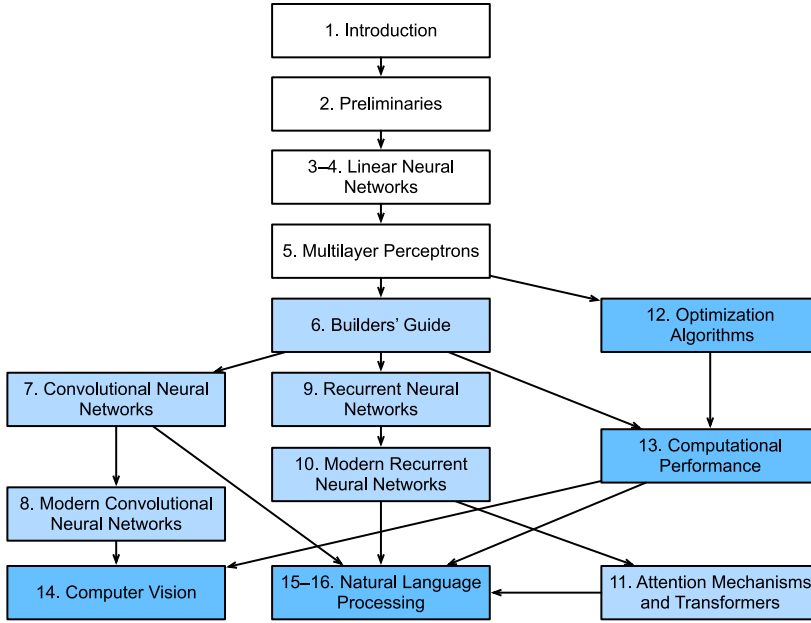 1. Introduction
2. Preliminaries
3–4. Linear Neural
Networks
5. Multilayer Perceptrons
6. Builders’ Guide
12. Optimization
Algorithms
7. Convolutional Neural
Networks
9. Recurrent Neural
Networks
13. Computational
Performance
10. Modern Recurrent
Neural Networks
8. Modern Convolutional
Neural Networks
14. Computer Vision
15–16. Natural Language
Processing
11. Attention Mechanisms
and Transformers